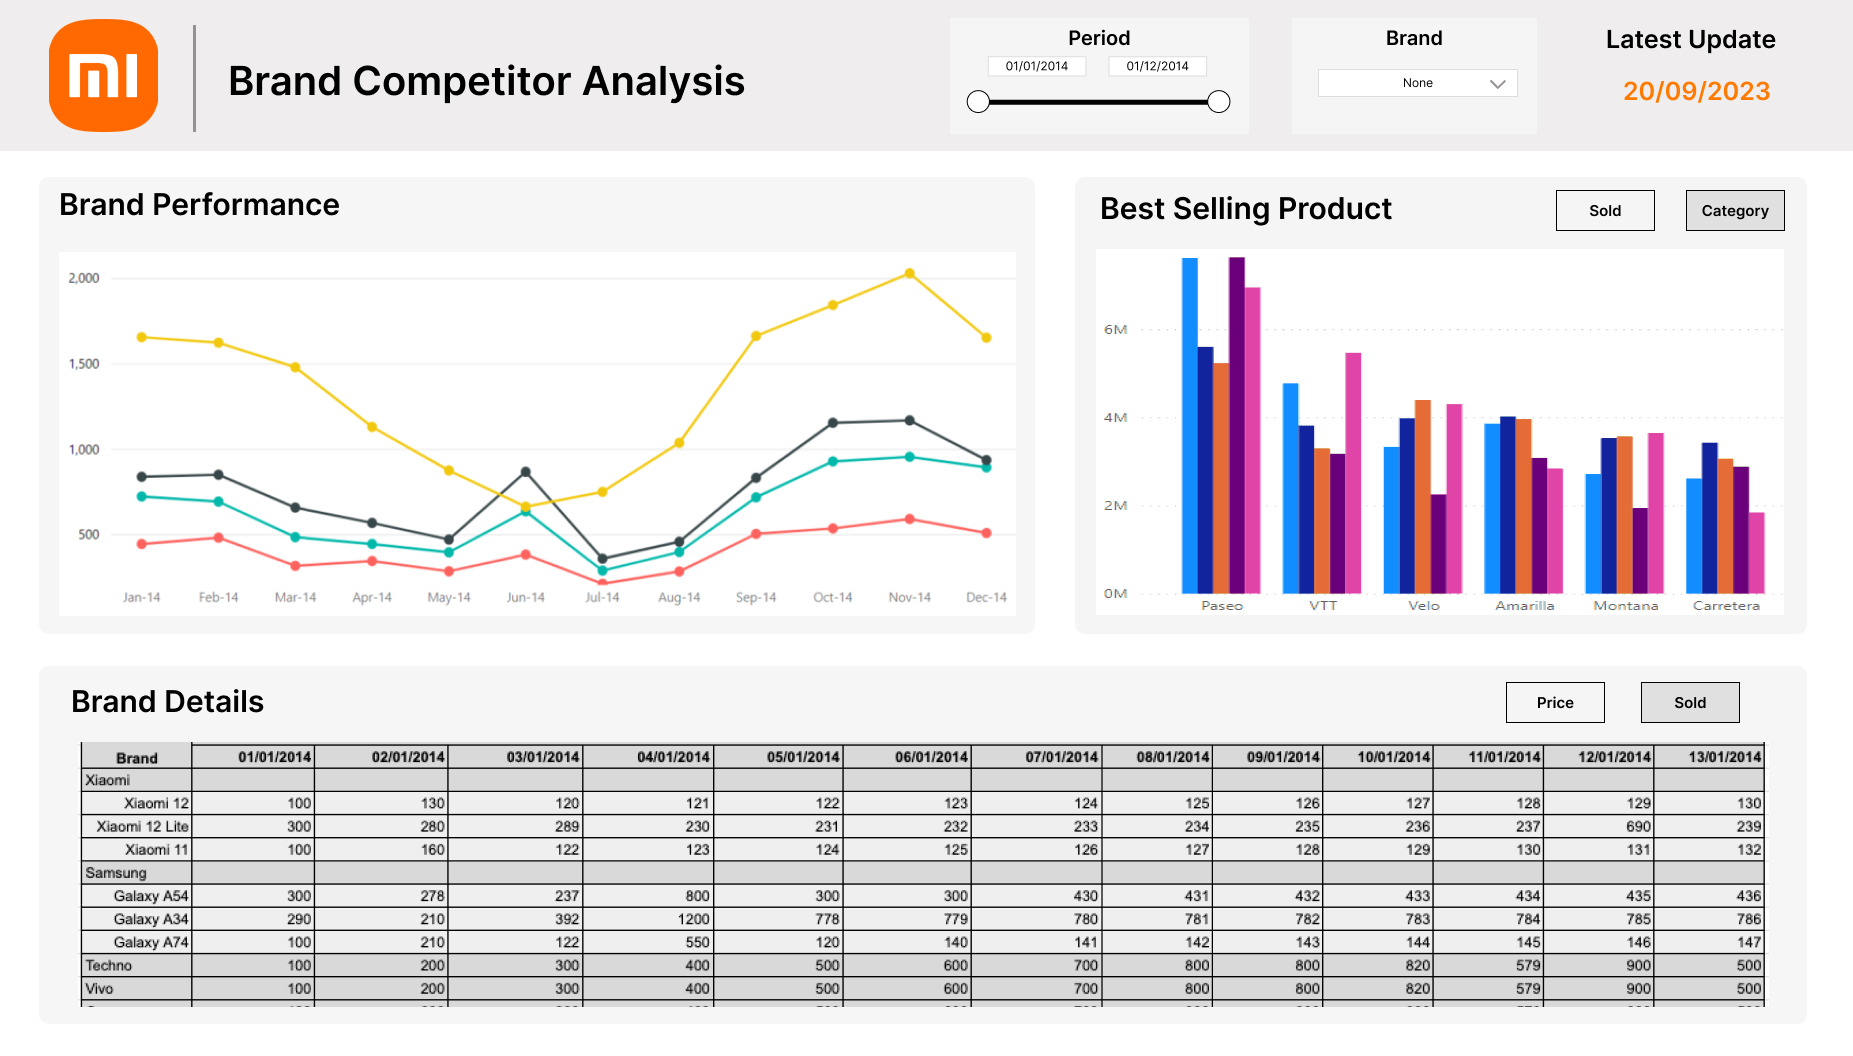 mi
Brand Competitor Analysis
Period
01/01/2014 01/12/2014
Brand
None
Latest Update
20/09/2023
Brand Performance
2,000
1,500
1,000
500
Jan-14 Feb-14 Mar-14 Apr-14 May-14 Jun-14 Jul-14 Aug-14 Sep-14 Oct-14 Nov-14 Dec-14
Best Selling Product
Sold Category
6M
4M
2M
0M
Paseo VTT Velo Amarilla Montana Carretera
Brand Details
Price Sold
Brand 01/01/2014 02/01/2014 03/01/2014 04/01/2014 05/01/2014 06/01/2014 07/01/2014 08/01/2014 09/01/2014 10/01/2014 11/01/2014 12/01/2014 13/01/2014
Xiaomi
Xiaomi 12 100 130 120 121 122 123 124 125 126 127 128 129 130
Xiaomi 12 Lite 300 280 289 230 231 232 233 234 235 236 237 690 239
Xiaomi 11 100 160 122 123 124 125 126 127 128 129 130 131 132
Samsung
Galaxy A54 300 278 237 800 300 300 430 431 432 433 434 435 436
Galaxy A34 290 210 392 1200 778 779 780 781 782 783 784 785 786
Galaxy A74 100 210 122 550 120 140 141 142 143 144 145 146 147
Techno 100 200 300 400 500 600 700 800 800 820 579 900 500
Vivo 100 200 300 400 500 600 700 800 800 820 579 900 500